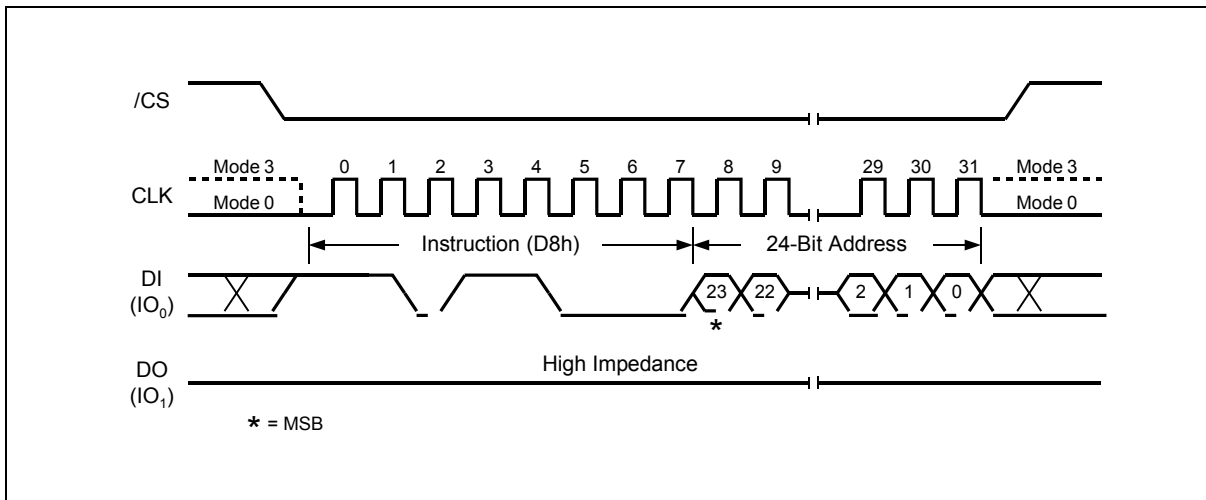 /CS
Mode 3 0 1 2 3 4 5 6 7 8 9 29 30 31 Mode 3
CLK
Mode 0 Mode 0
Instruction (D8h) 24-Bit Address
DI
(IO₀)
23 22 2 1 0
*
High Impedance
DO
(IO₁)
* = MSB